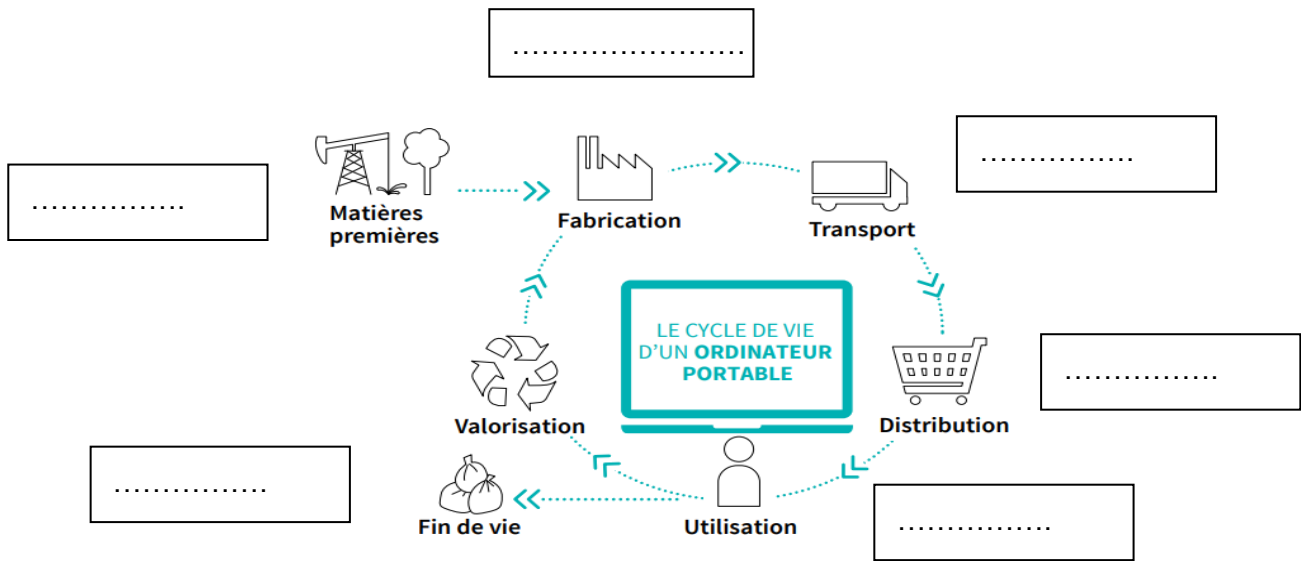 ........................
................
................
Matières
premières
Fabrication
Transport
LE CYCLE DE VIE
D'UN ORDINATEUR
PORTABLE
................
Valorisation
Distribution
................
Fin de vie
Utilisation
................